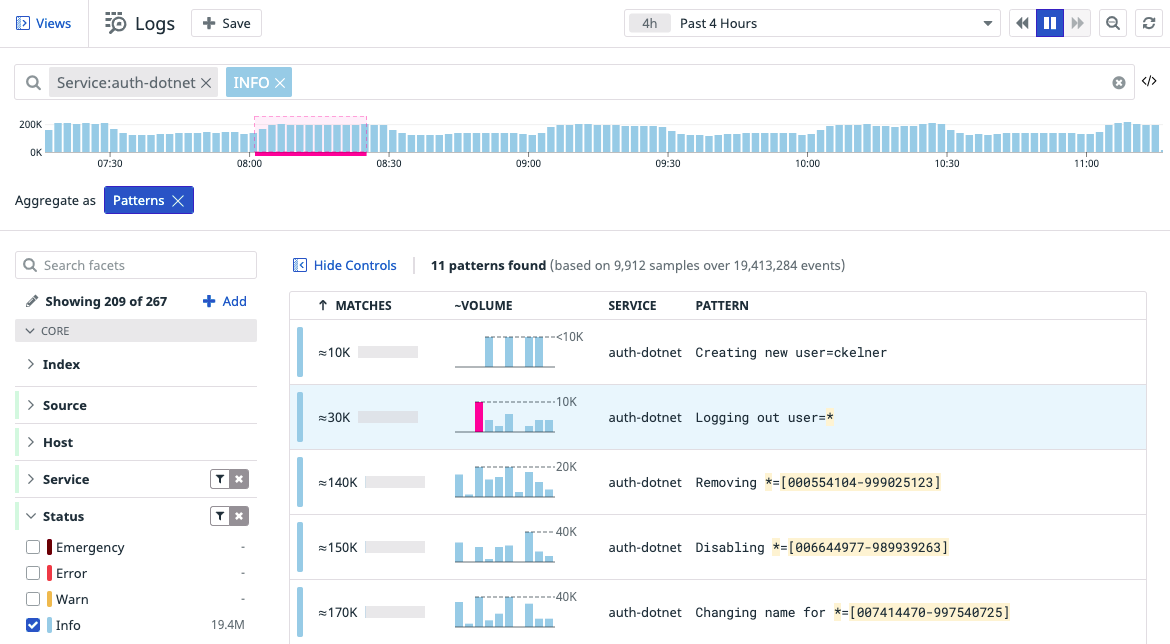 Views Logs Save 4h Past 4 Hours
Service:auth-dotnet INFO </>
200K
0K
07:30 08:00 08:30 09:00 09:30 10:00 10:30 11:00
Aggregate as Patterns
Search facets
Showing 209 of 267 Add
CORE
Index
Source
Host
Service
Status
Emergency -
Error -
Warn -
Info 19.4M
Hide Controls 11 patterns found (based on 9,912 samples over 19,413,284 events)
↑ MATCHES ~VOLUME SERVICE PATTERN
≈10K <10K auth-dotnet Creating new user=ckelner
≈30K 10K auth-dotnet Logging out user=*
≈140K 20K auth-dotnet Removing *=[000554104-999025123]
≈150K 40K auth-dotnet Disabling *=[006644977-989939263]
≈170K 40K auth-dotnet Changing name for *=[007414470-997540725]